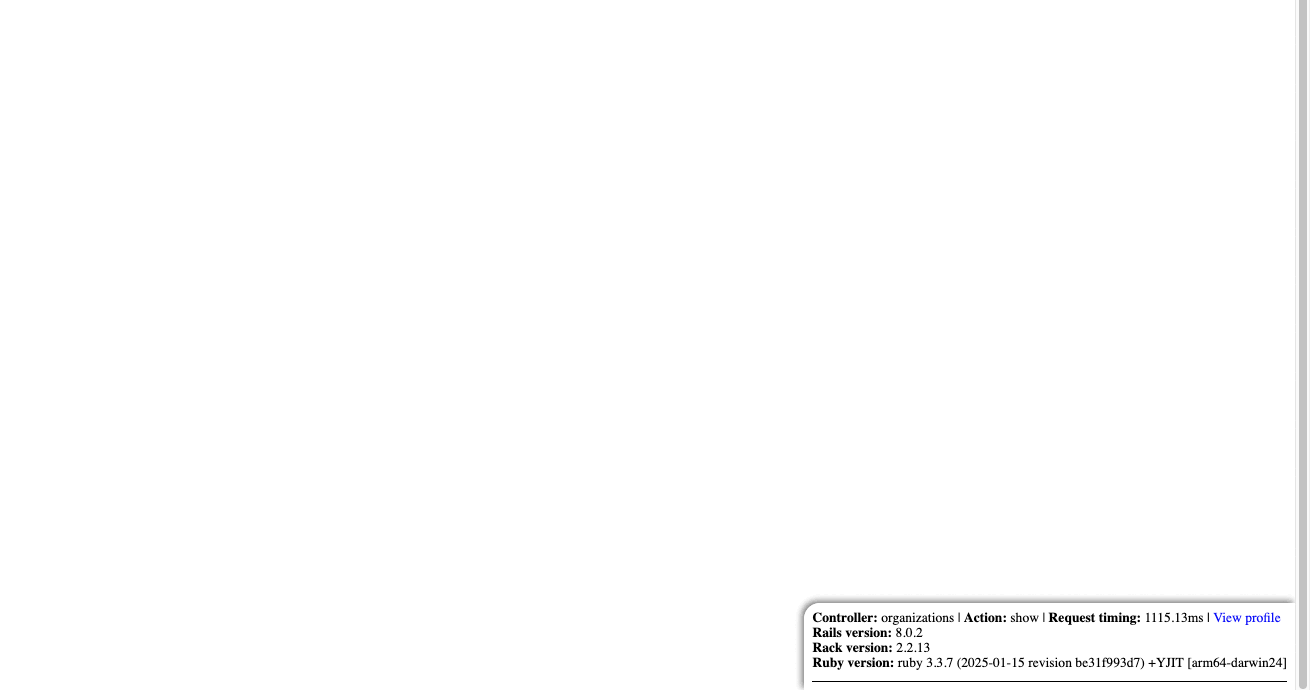 Controller: organizations | Action: show | Request timing: 1115.13ms | View profile
Rails version: 8.0.2
Rack version: 2.2.13
Ruby version: ruby 3.3.7 (2025-01-15 revision be31f993d7) +YJIT [arm64-darwin24]